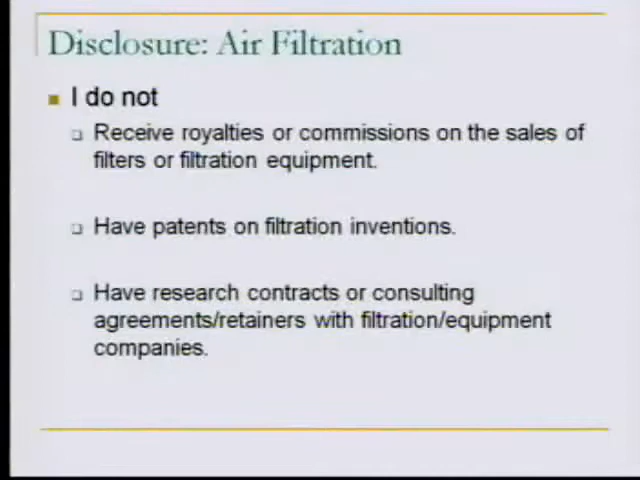 Disclosure: Air Filtration
I do not
Receive royalties or commissions on the sales of
filters or filtration equipment.
Have patents on filtration inventions.
Have research contracts or consulting
agreements/retainers with filtration/equipment
companies.